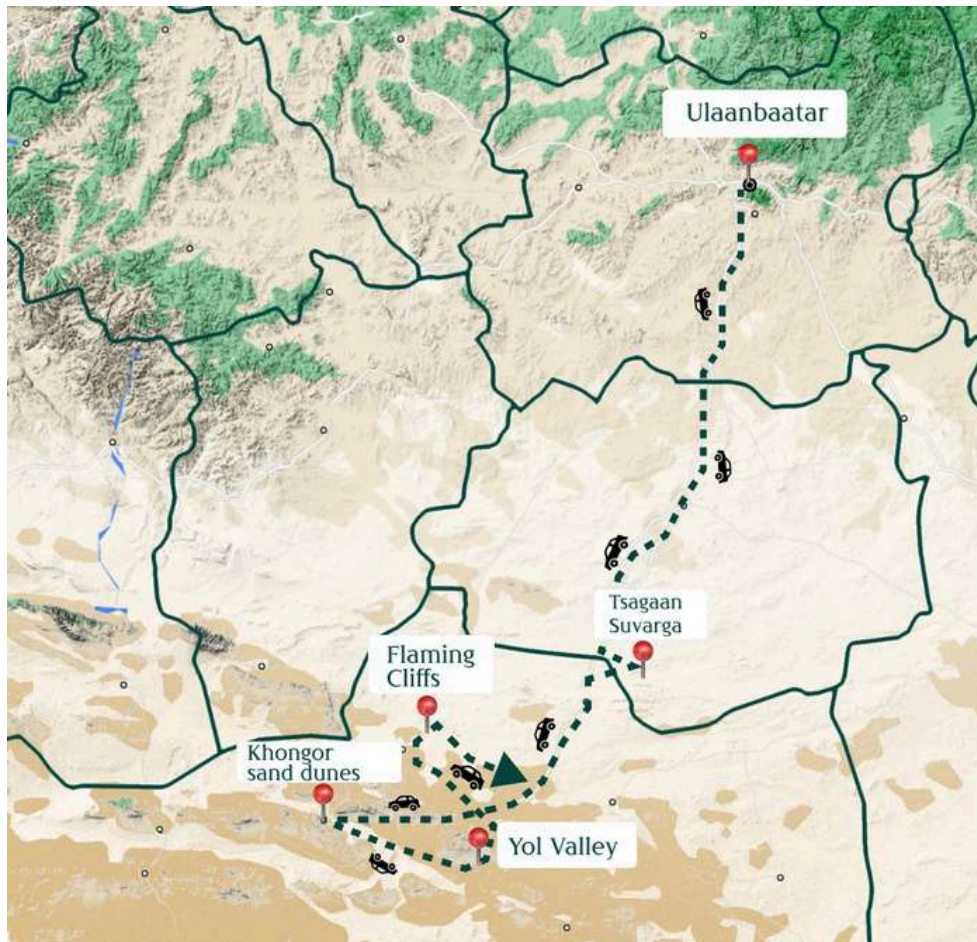 Ulaanbaatar
Tsagaan
Suvarga
Flaming
Cliffs
Khongor
sand dunes
Yol Valley